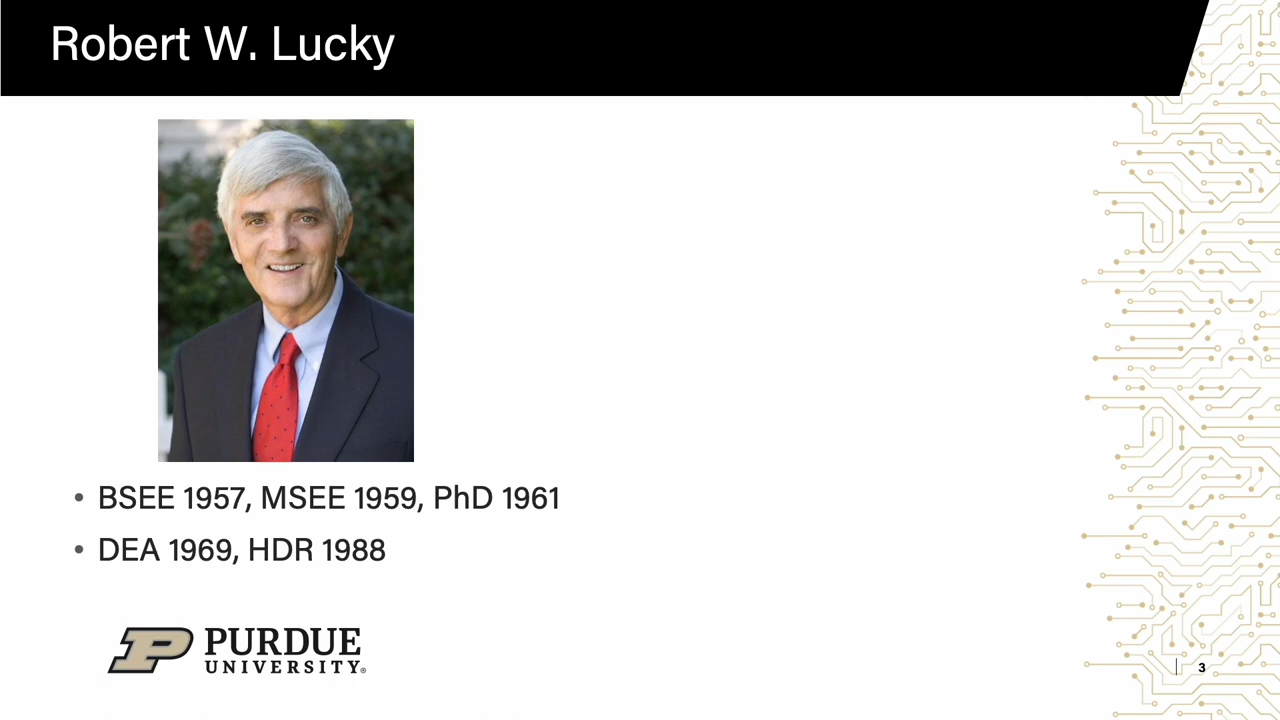 Robert W. Lucky
• BSEE 1957, MSEE 1959, PhD 1961
• DEA 1969, HDR 1988
P PURDUE
UNIVERSITY®
3